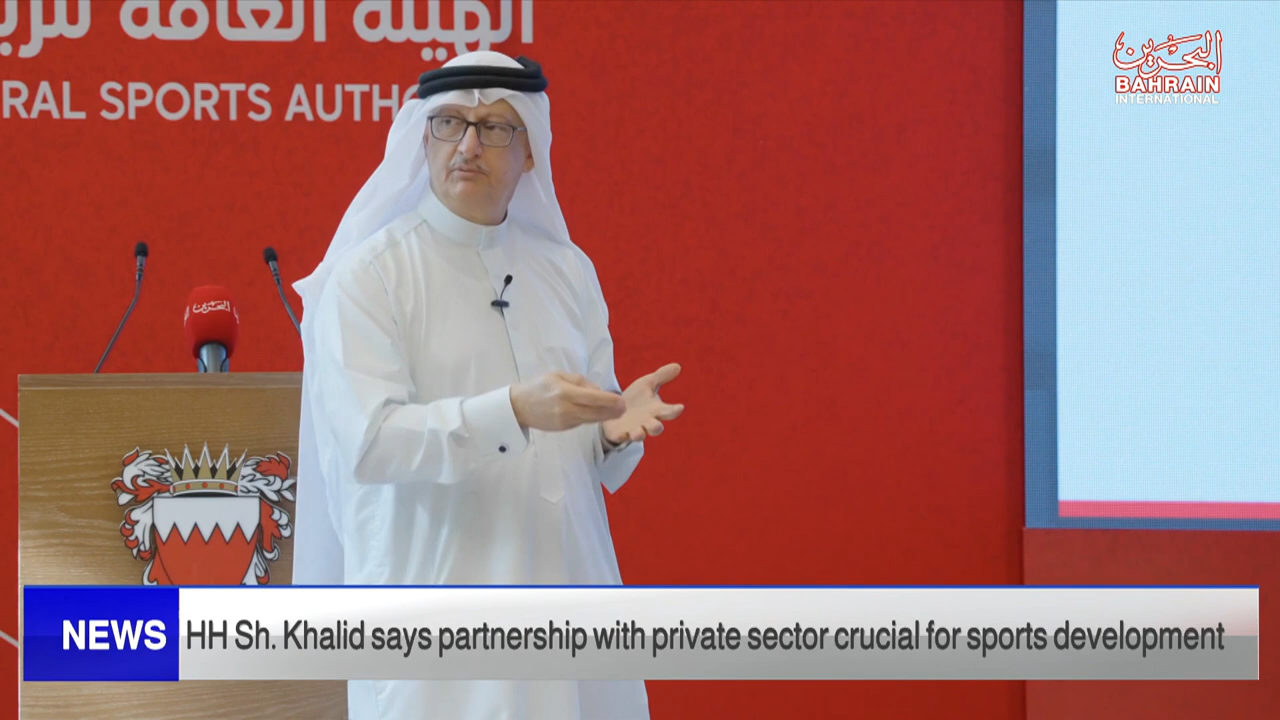 الهيئة العامة
RAL SPORTS AUTHO
البحرين
BAHRAIN
INTERNATIONAL
البحرين
NEWS
HH Sh. Khalid says partnership with private sector crucial for sports development